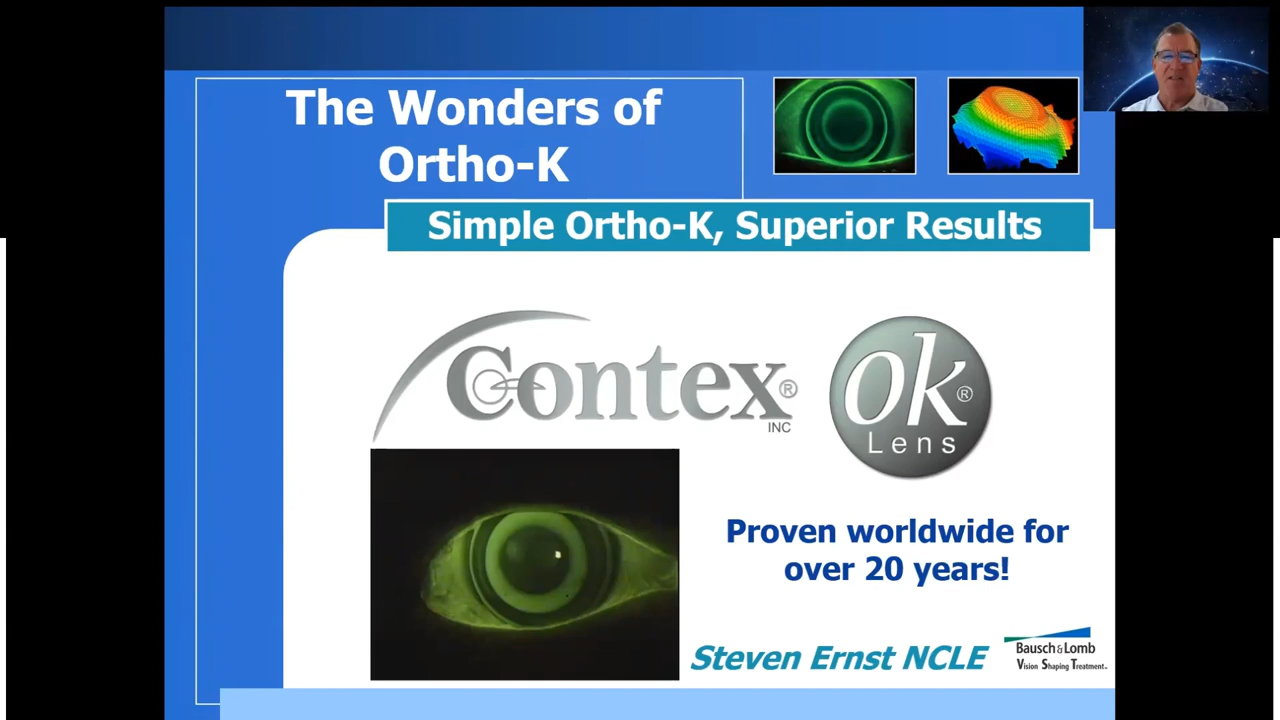 The Wonders of
Ortho-K
Simple Ortho-K, Superior Results
Contex®
INC
ok®
Lens
Proven worldwide for
over 20 years!
Steven Ernst NCLE
Bausch & Lomb
Vision Shaping Treatment™